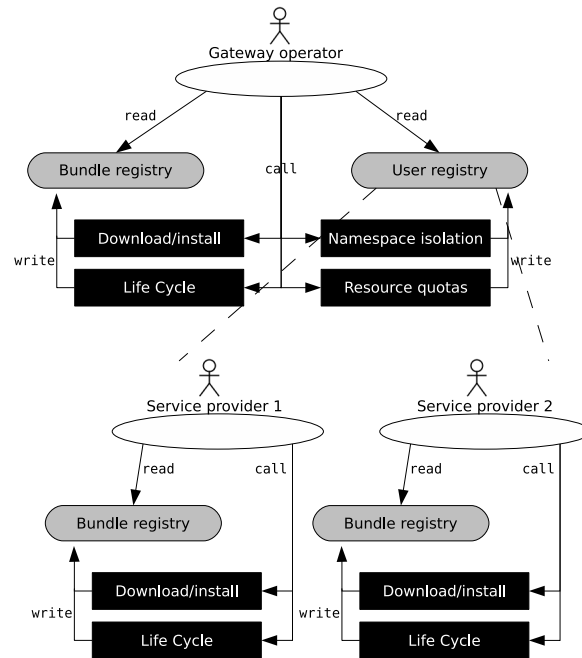 Gateway operator
read
read
Bundle registry
call
User registry
Download/install
Namespace isolation
write
write
Life Cycle
Resource quotas
Service provider 1
Service provider 2
read
call
read
call
Bundle registry
Bundle registry
Download/install
Download/install
write
write
Life Cycle
Life Cycle